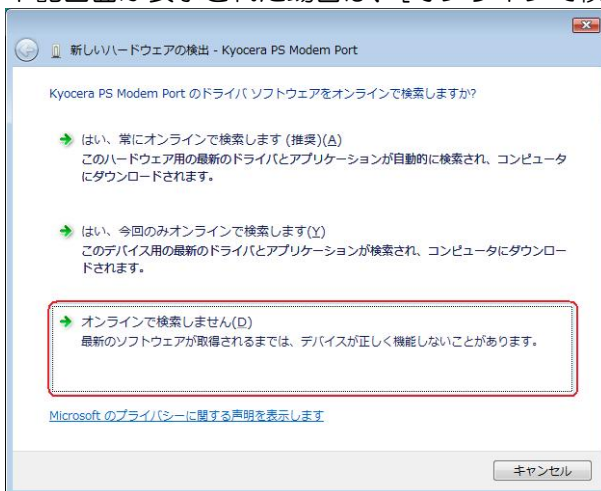 新しいハードウェアの検出 - Kyocera PS Modem Port
Kyocera PS Modem Port のドライバ ソフトウェアをオンラインで検索しますか?
はい、常にオンラインで検索します (推奨)(A)
このハードウェア用の最新のドライバとアプリケーションが自動的に検索され、コンピュータ
にダウンロードされます。
はい、今回のみオンラインで検索します(Y)
このデバイス用の最新のドライバとアプリケーションが検索され、コンピュータにダウンロー
ドされます。
オンラインで検索しません(D)
最新のソフトウェアが取得されるまでは、デバイスが正しく機能しないことがあります。
Microsoft のプライバシーに関する声明を表示します
キャンセル